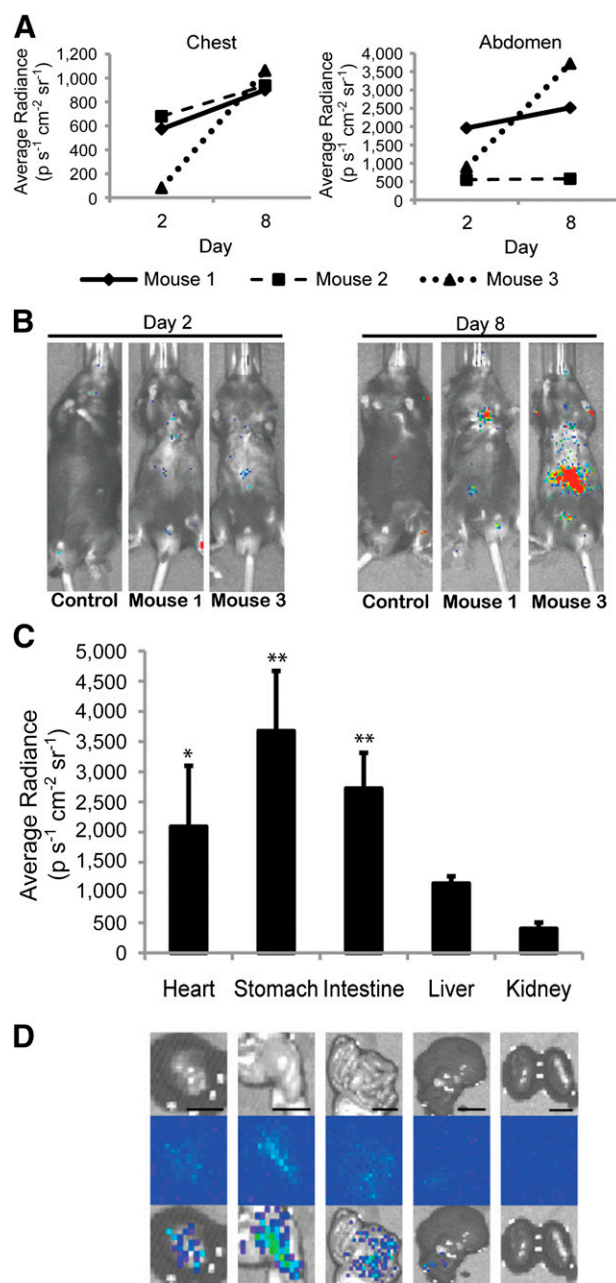 A
Chest
Average Radiance
(p s⁻¹ cm⁻² sr⁻¹)
1,200
1,000
800
600
400
200
0
2
8
Day
Abdomen
Average Radiance
(p s⁻¹ cm⁻² sr⁻¹)
4,000
3,500
3,000
2,500
2,000
1,500
1,000
500
0
2
8
Day
Mouse 1
Mouse 2
Mouse 3
B
Day 2
Day 8
Control
Mouse 1
Mouse 3
Control
Mouse 1
Mouse 3
C
Average Radiance
(p s⁻¹ cm⁻² sr⁻¹)
5,000
4,500
4,000
3,500
3,000
2,500
2,000
1,500
1,000
500
0
*
**
**
Heart
Stomach
Intestine
Liver
Kidney
D